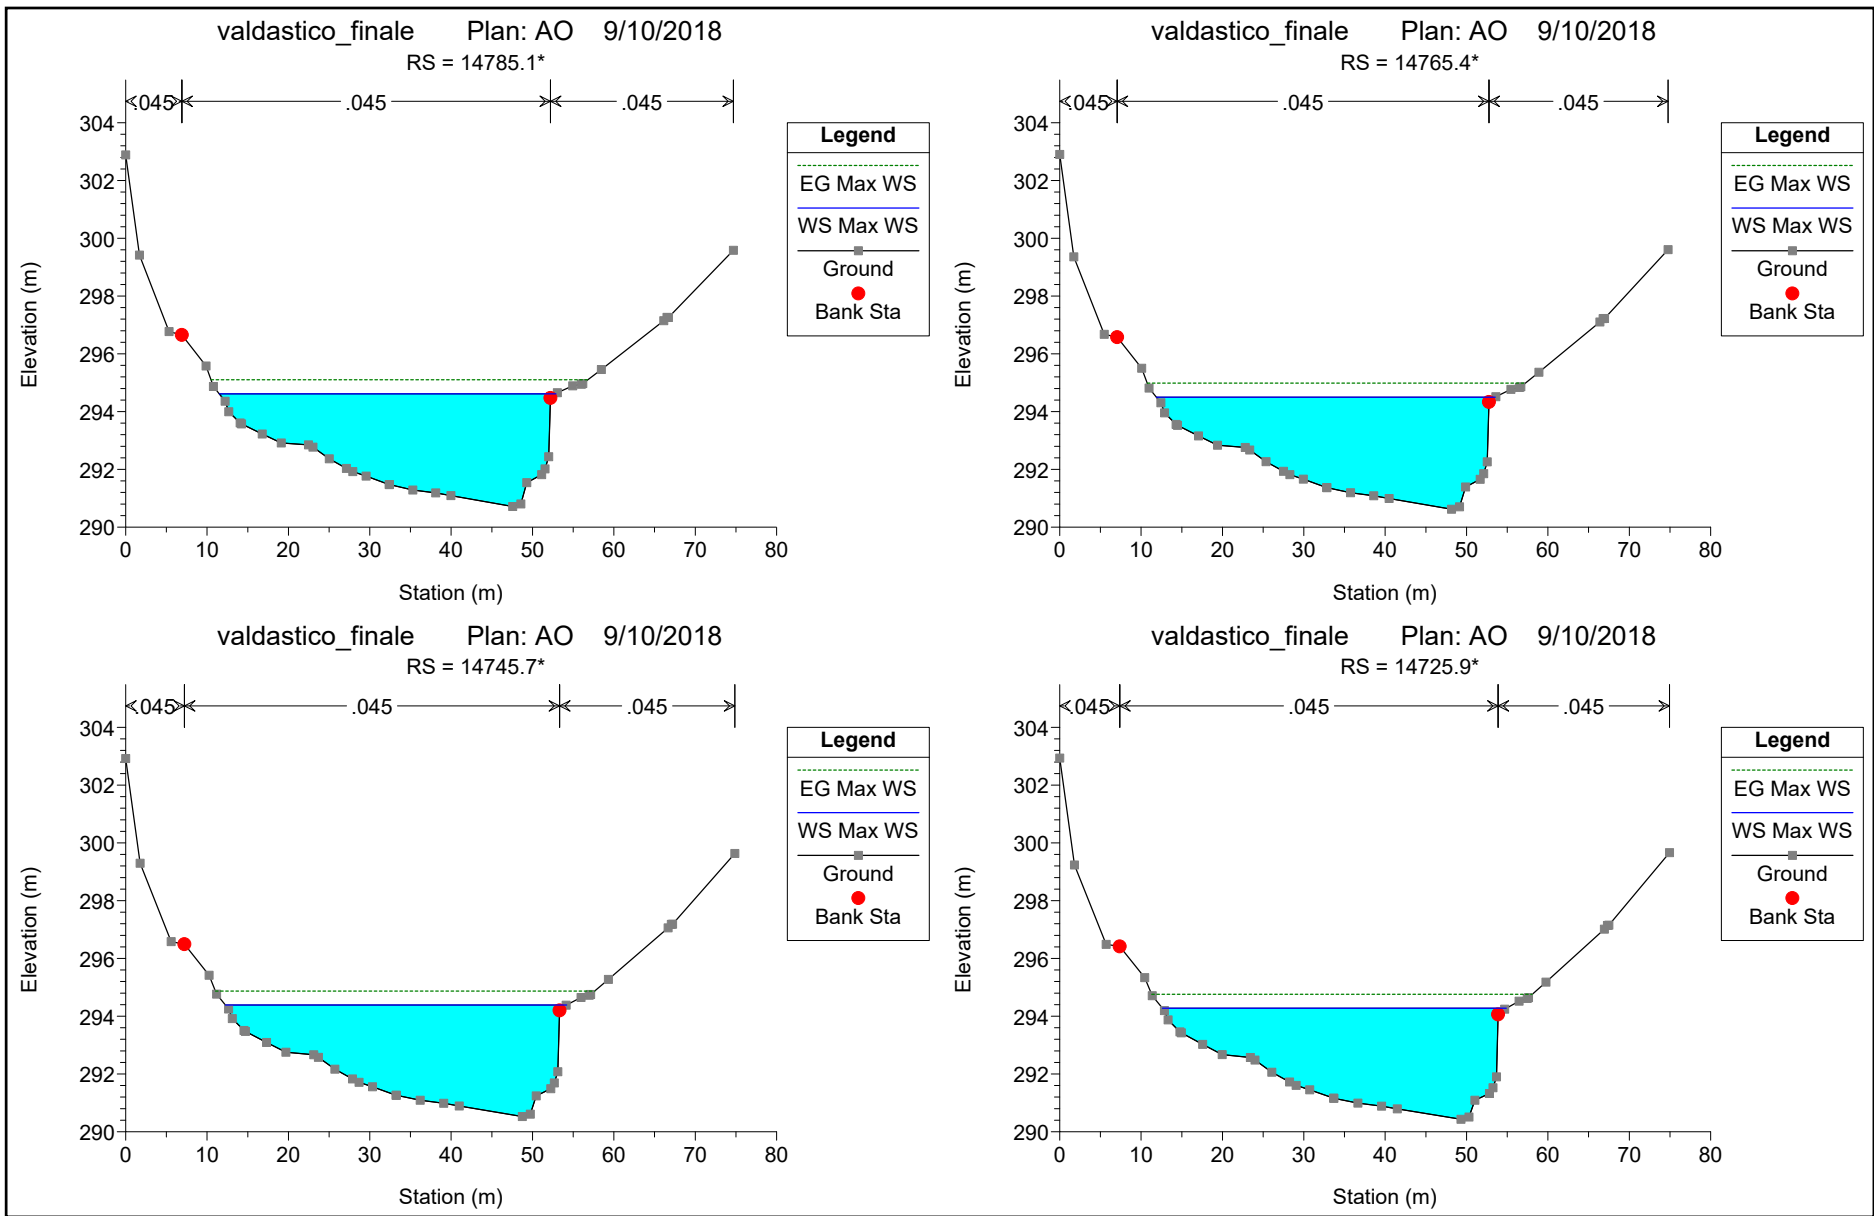 valdastico_finale Plan: AO 9/10/2018
RS = 14785.1*
.045 .045 .045
304
302
300
298
296
294
292
290
0 10 20 30 40 50 60 70 80
Station (m)
Elevation (m)
Legend
EG Max WS
WS Max WS
Ground
Bank Sta
valdastico_finale Plan: AO 9/10/2018
RS = 14765.4*
.045 .045 .045
304
302
300
298
296
294
292
290
0 10 20 30 40 50 60 70 80
Station (m)
Elevation (m)
Legend
EG Max WS
WS Max WS
Ground
Bank Sta
valdastico_finale Plan: AO 9/10/2018
RS = 14745.7*
.045 .045 .045
304
302
300
298
296
294
292
290
0 10 20 30 40 50 60 70 80
Station (m)
Elevation (m)
Legend
EG Max WS
WS Max WS
Ground
Bank Sta
valdastico_finale Plan: AO 9/10/2018
RS = 14725.9*
.045 .045 .045
304
302
300
298
296
294
292
290
0 10 20 30 40 50 60 70 80
Station (m)
Elevation (m)
Legend
EG Max WS
WS Max WS
Ground
Bank Sta